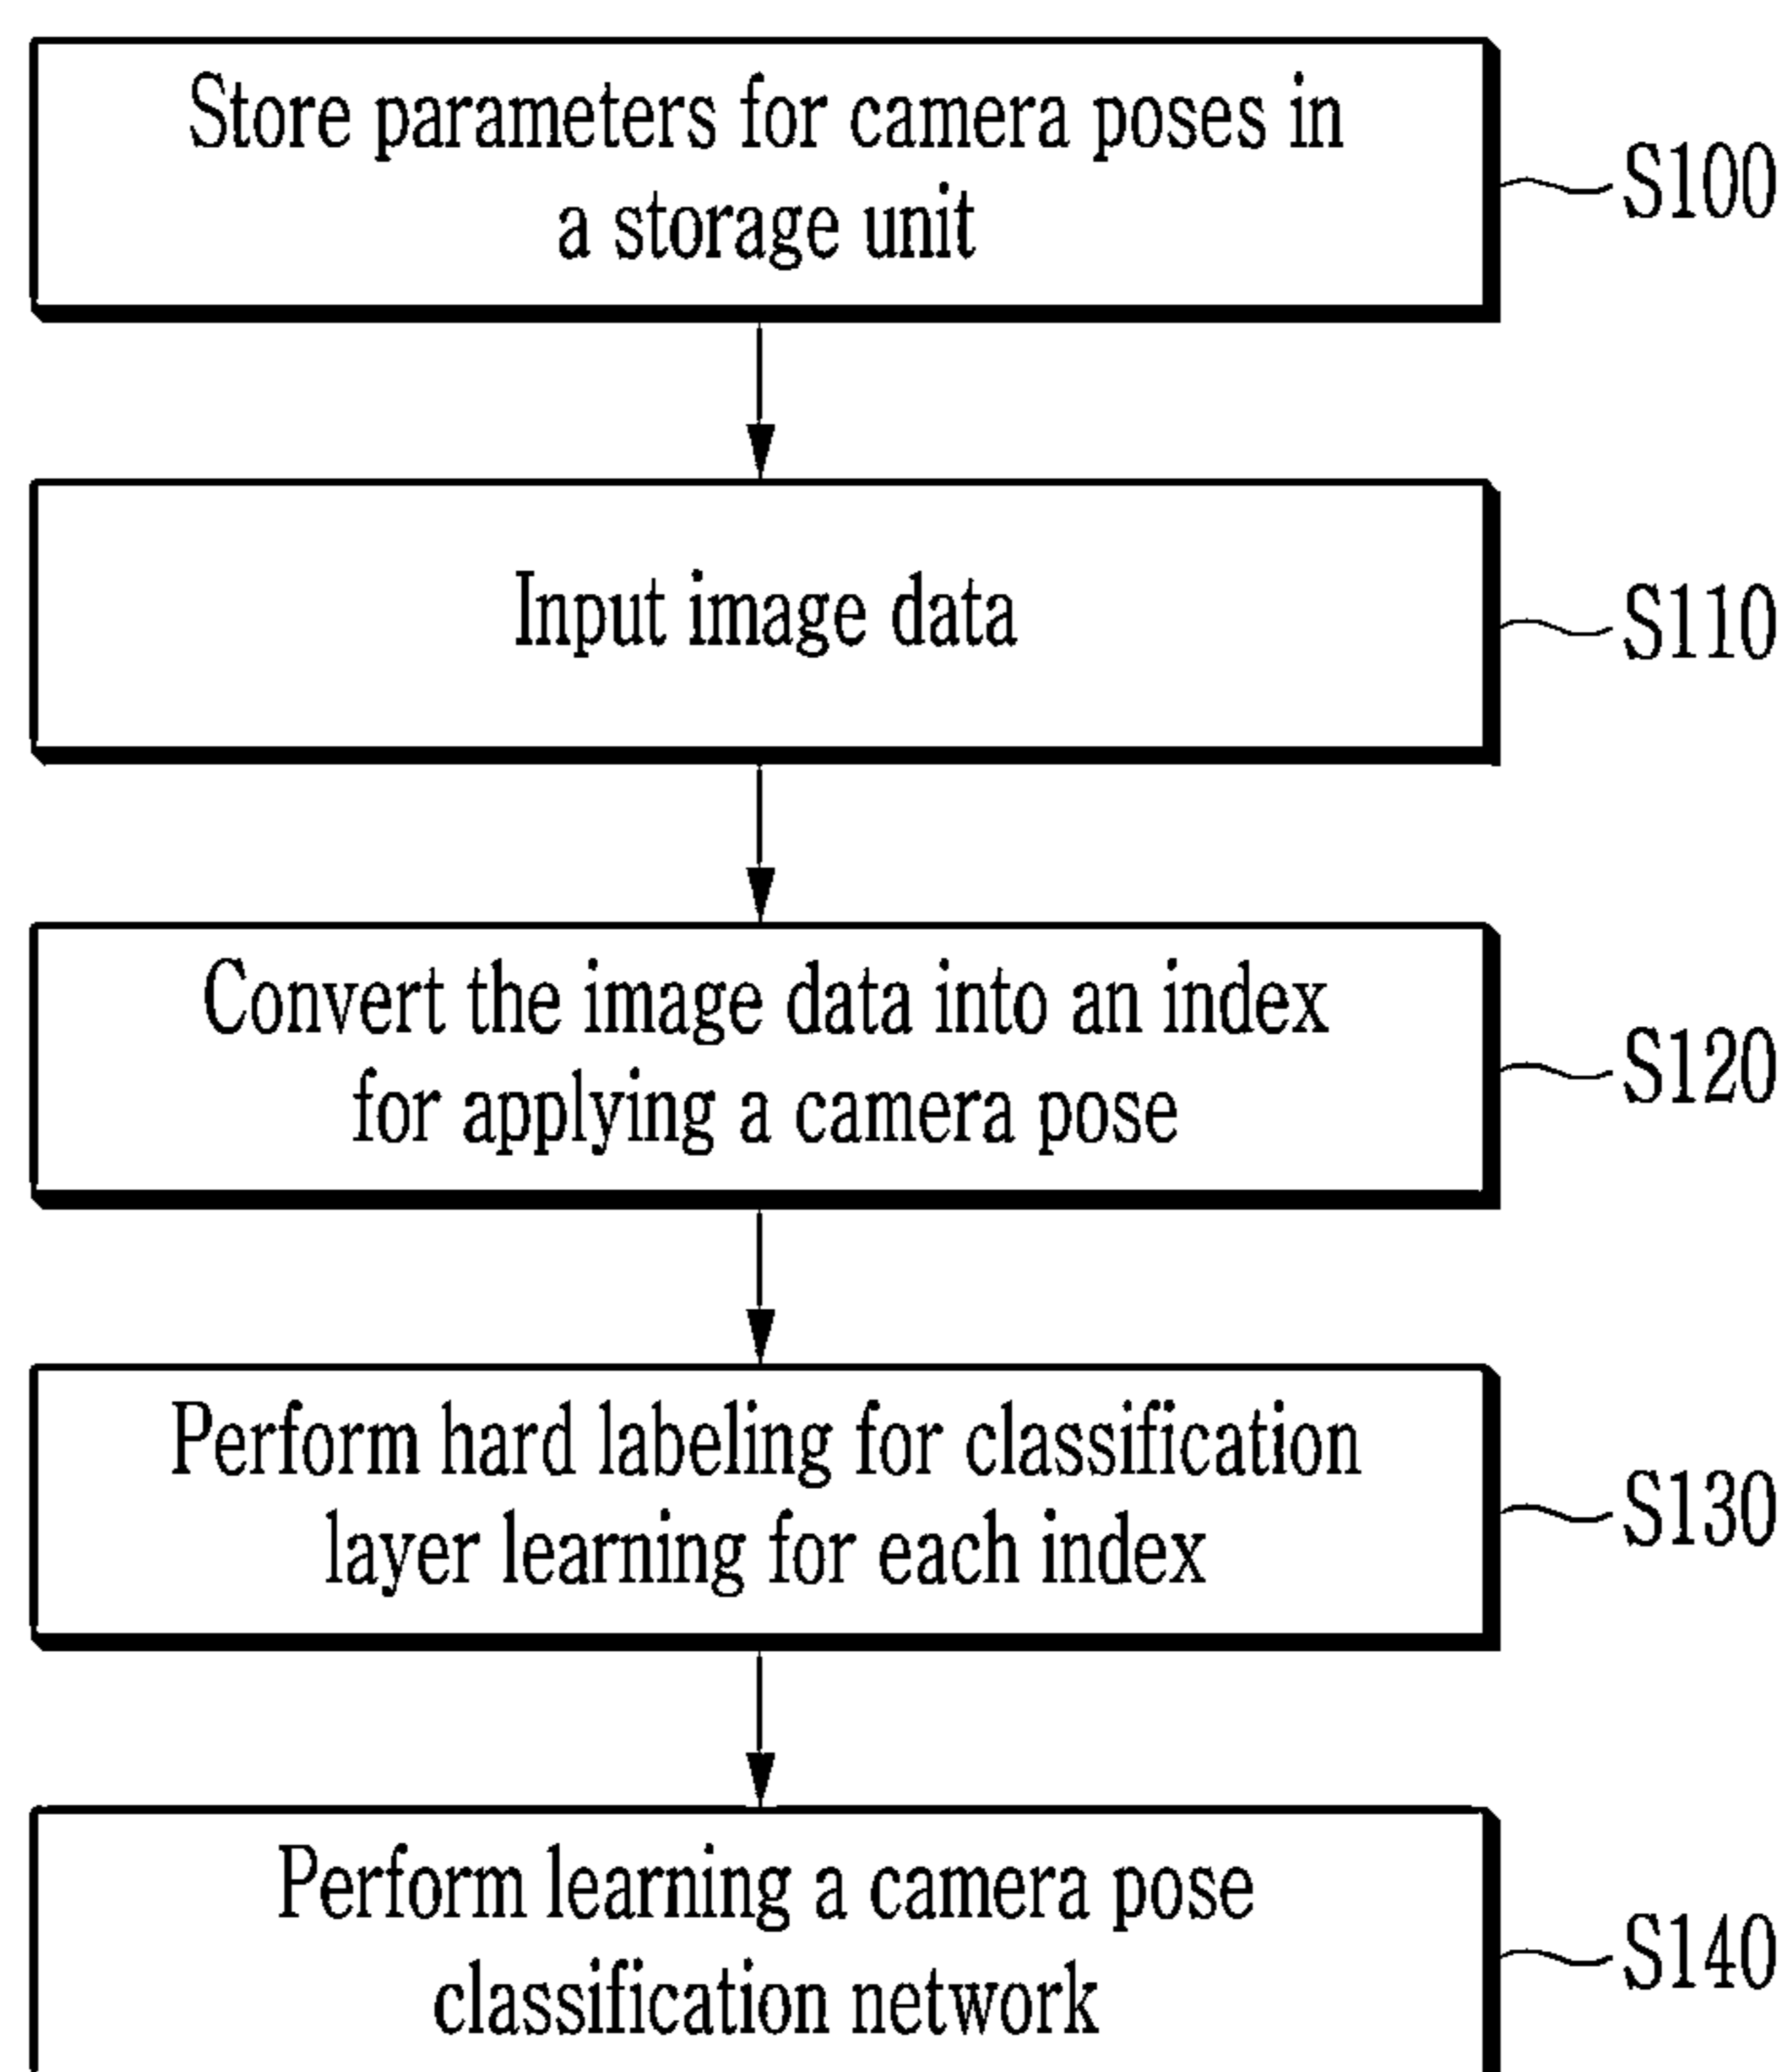 Store parameters for camera poses in
a storage unit
S100
Input image data
S110
Convert the image data into an index
for applying a camera pose
S120
Perform hard labeling for classification
layer learning for each index
S130
Perform learning a camera pose
classification network
S140